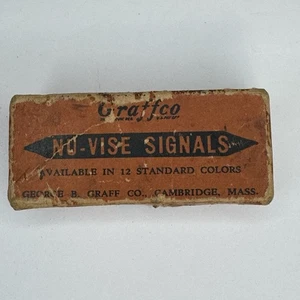 Graffco
NU-VISE SIGNALS
AVAILABLE IN 12 STANDARD COLORS
GEORGE B. GRAFF CO., CAMBRIDGE, MASS.